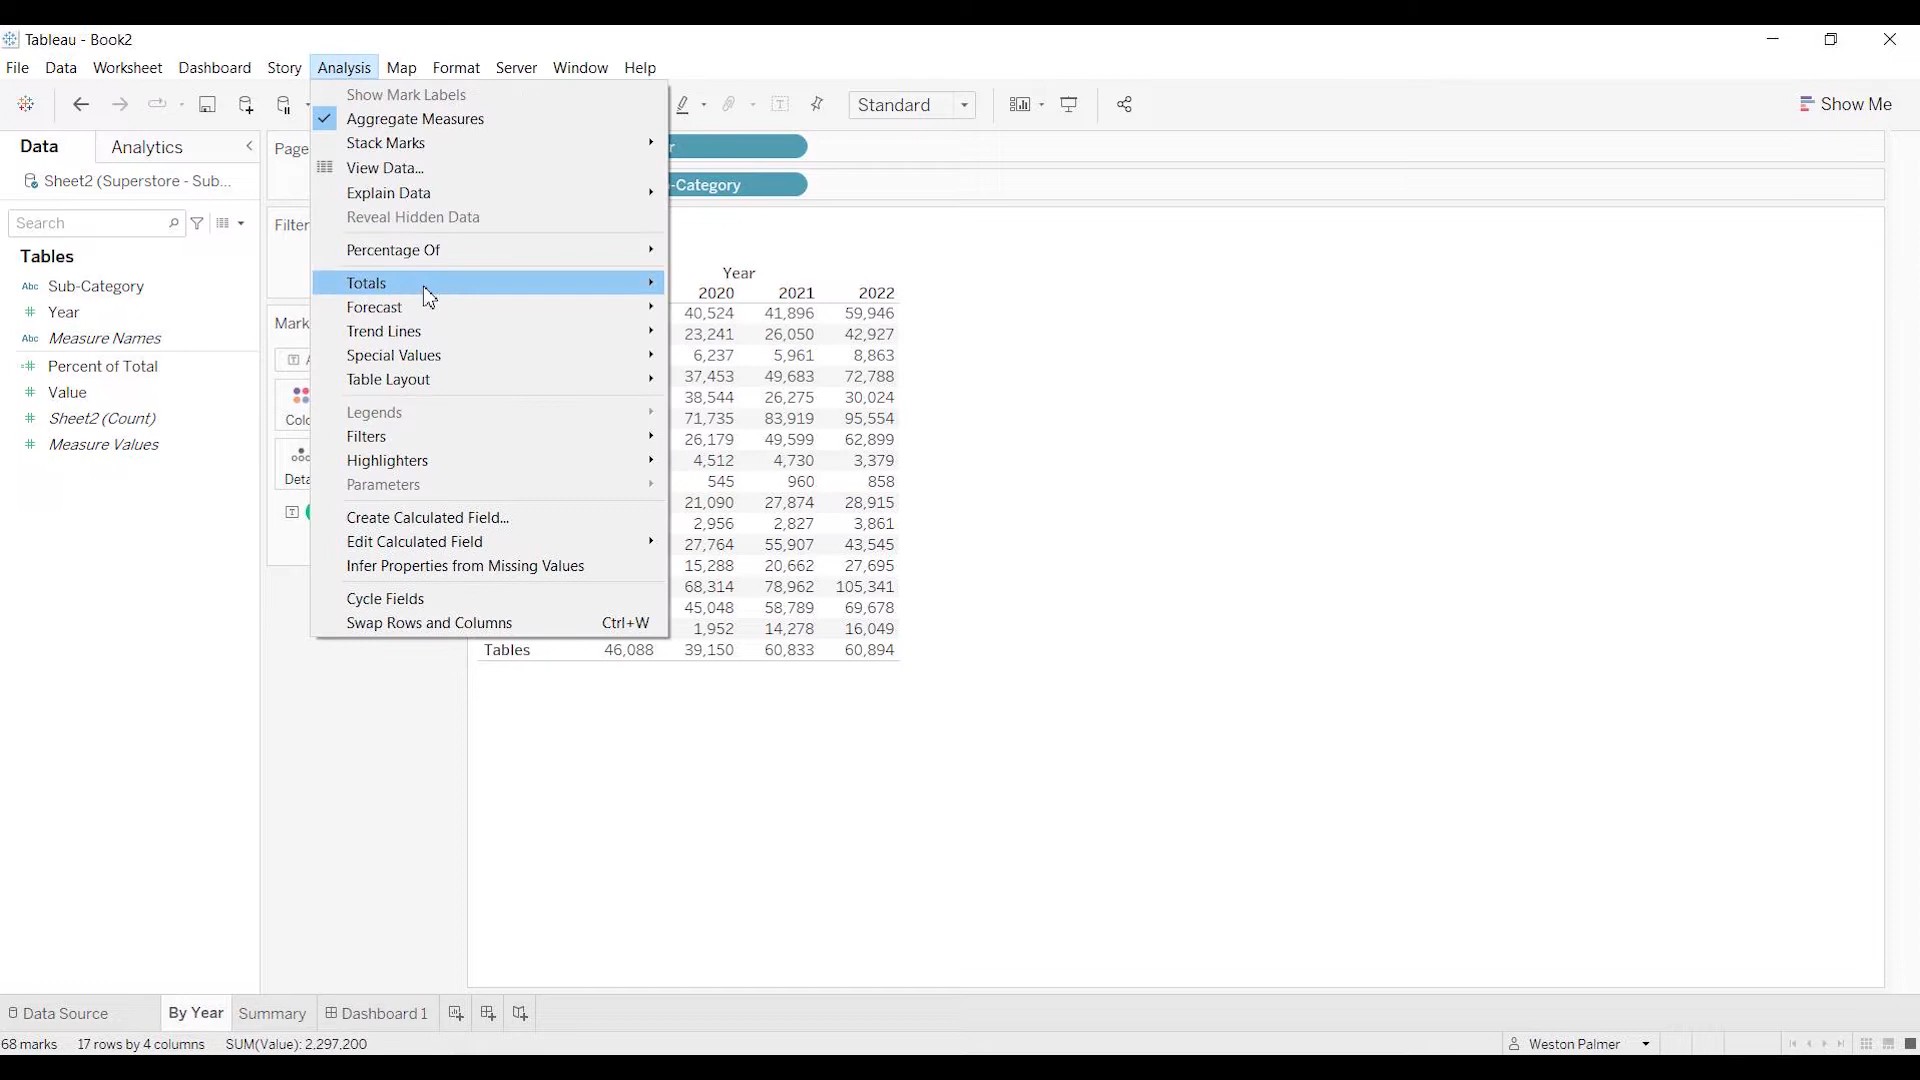 Tableau - Book2
File Data Worksheet Dashboard Story Analysis Map Format Server Window Help
Standard
Show Me
Data Analytics
Sheet2 (Superstore - Sub...
Search
Tables
Abc Sub-Category
# Year
Abc Measure Names
=# Percent of Total
# Value
# Sheet2 (Count)
# Measure Values
Page
Filter
Mark
T A
Colo
Deta
T
Show Mark Labels
Aggregate Measures
Stack Marks
View Data...
Explain Data
Reveal Hidden Data
Percentage Of
Totals
Forecast
Trend Lines
Special Values
Table Layout
Legends
Filters
Highlighters
Parameters
Create Calculated Field...
Edit Calculated Field
Infer Properties from Missing Values
Cycle Fields
Swap Rows and Columns Ctrl+W
r
-Category
Year
2020 2021 2022
40,524 41,896 59,946
23,241 26,050 42,927
6,237 5,961 8,863
37,453 49,683 72,788
38,544 26,275 30,024
71,735 83,919 95,554
26,179 49,599 62,899
4,512 4,730 3,379
545 960 858
21,090 27,874 28,915
2,956 2,827 3,861
27,764 55,907 43,545
15,288 20,662 27,695
68,314 78,962 105,341
45,048 58,789 69,678
1,952 14,278 16,049
Tables 46,088 39,150 60,833 60,894
Data Source By Year Summary Dashboard 1
68 marks 17 rows by 4 columns SUM(Value): 2,297,200
Weston Palmer